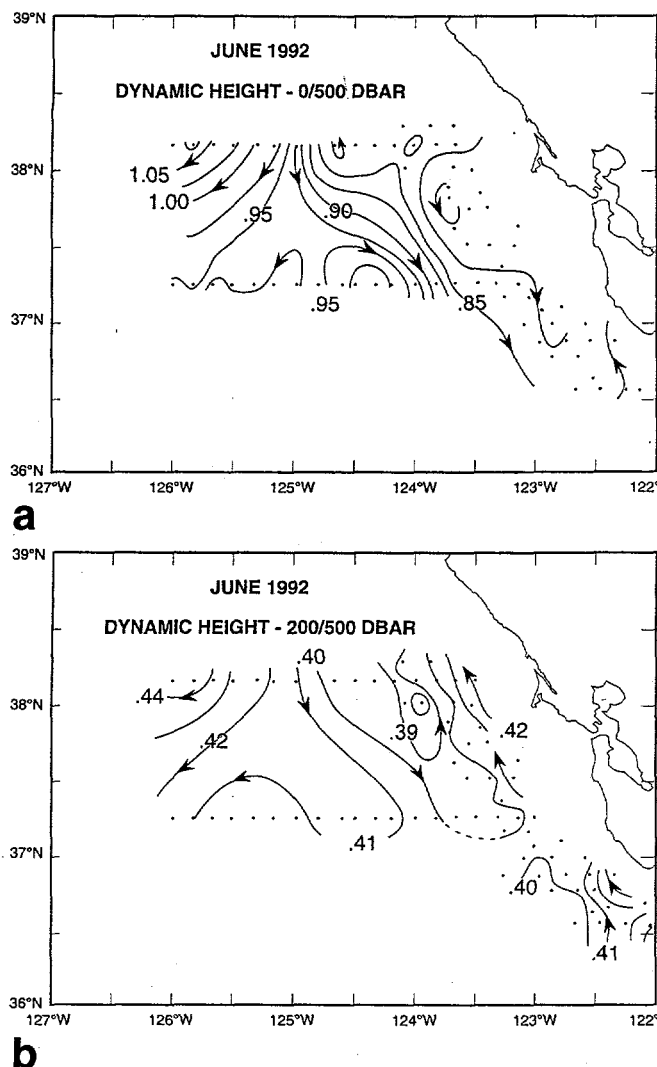 39°N
JUNE 1992
DYNAMIC HEIGHT - 0/500 DBAR
38°N
1.05
1.00
.95
.90
.95
.85
37°N
36°N
127°W 126°W 125°W 124°W 123°W 122°W
a
39°N
JUNE 1992
DYNAMIC HEIGHT - 200/500 DBAR
.40
.44
38°N
.42
.39
.42
.41
37°N
.40
.41
36°N
127°W 126°W 125°W 124°W 123°W 122°W
b